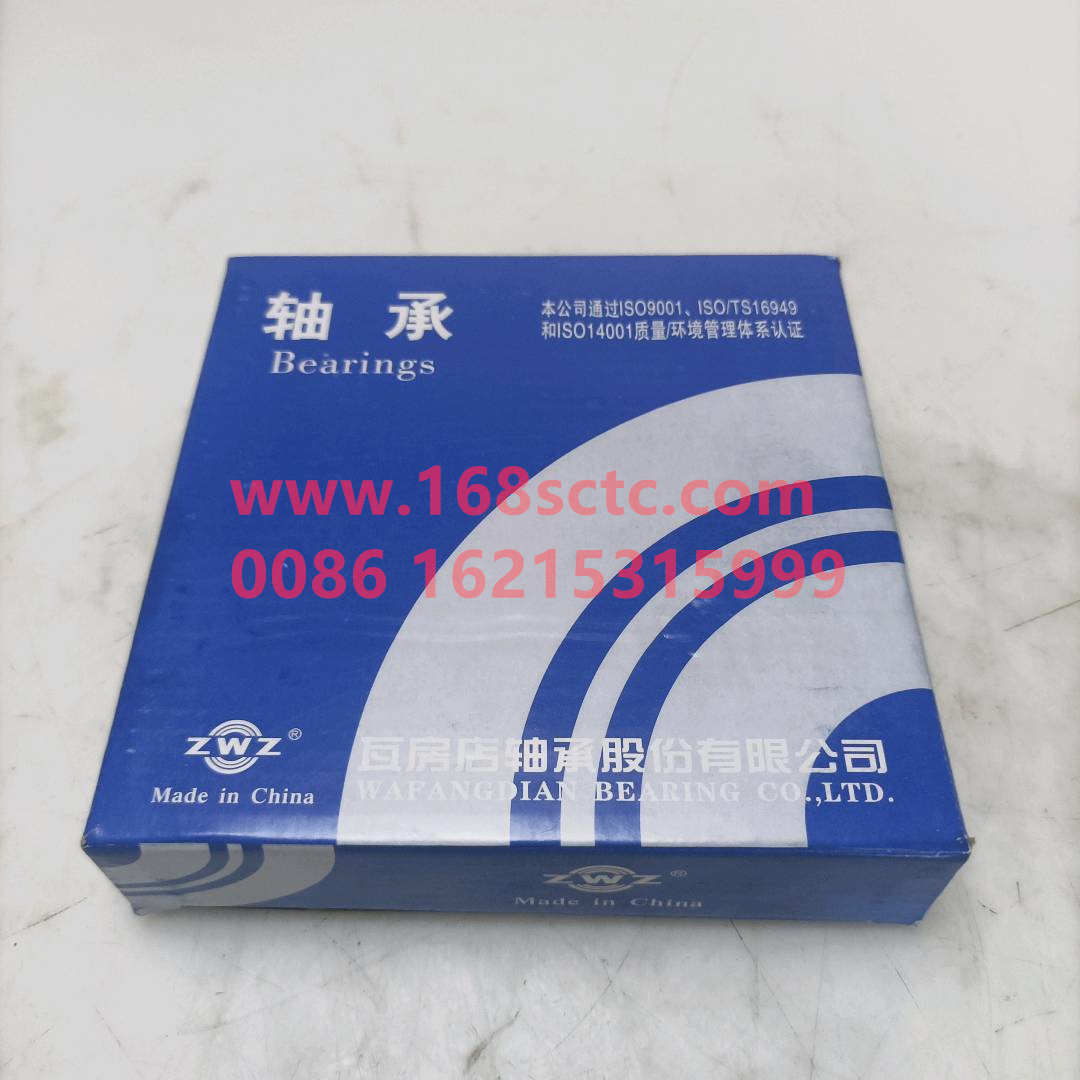 轴 承
Bearings
本公司通过ISO9001、ISO/TS16949
和ISO14001质量/环境管理体系认证
www.168sctc.com
0086 16215315999
ZWZ®
Made in China
瓦房店轴承股份有限公司
WAFANGDIAN BEARING CO.,LTD.
ZWZ®
Made in China